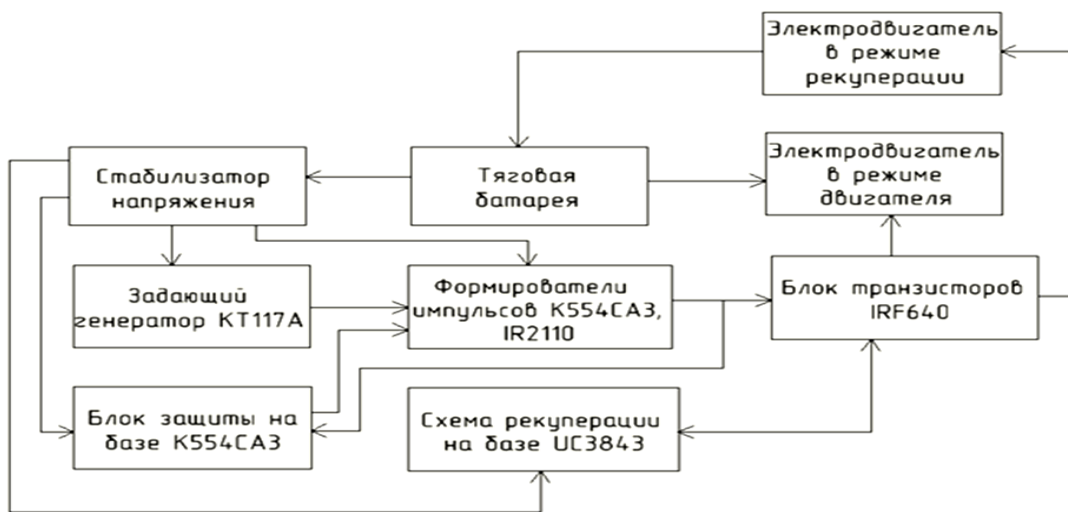 Электродвигатель
в режиме
рекуперации
Стабилизатор
напряжения
Тяговая
батарея
Электродвигатель
в режиме
двигателя
Задающий
генератор КТ117А
Формирователи
импульсов К554СА3,
IR2110
Блок транзисторов
IRF640
Блок защиты на
базе К554СА3
Схема рекуперации
на базе UC3843